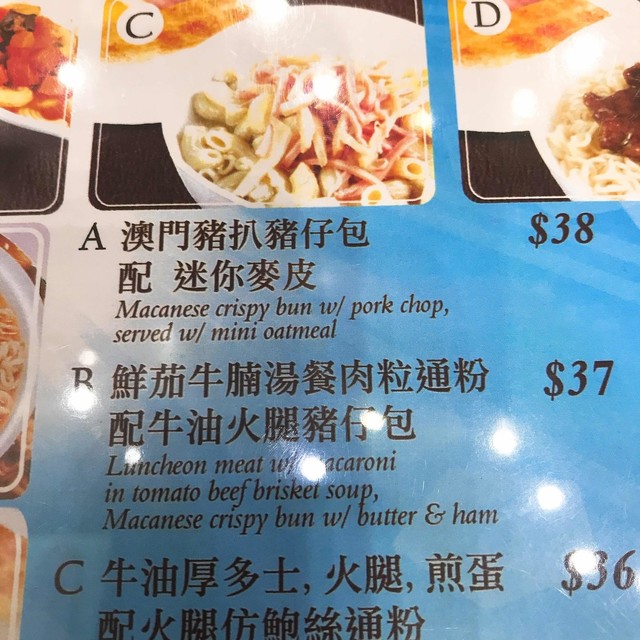 C
D
A 澳門豬扒豬仔包 $38
配 迷你麥皮
Macanese crispy bun w/ pork chop,
served w/ mini oatmeal
B 鮮茄牛腩湯餐肉粒通粉 $37
配牛油火腿豬仔包
Luncheon meat w/ macaroni
in tomato beef brisket soup,
Macanese crispy bun w/ butter & ham
C 牛油厚多士, 火腿, 煎蛋 $36
配火腿仿鮑絲通粉